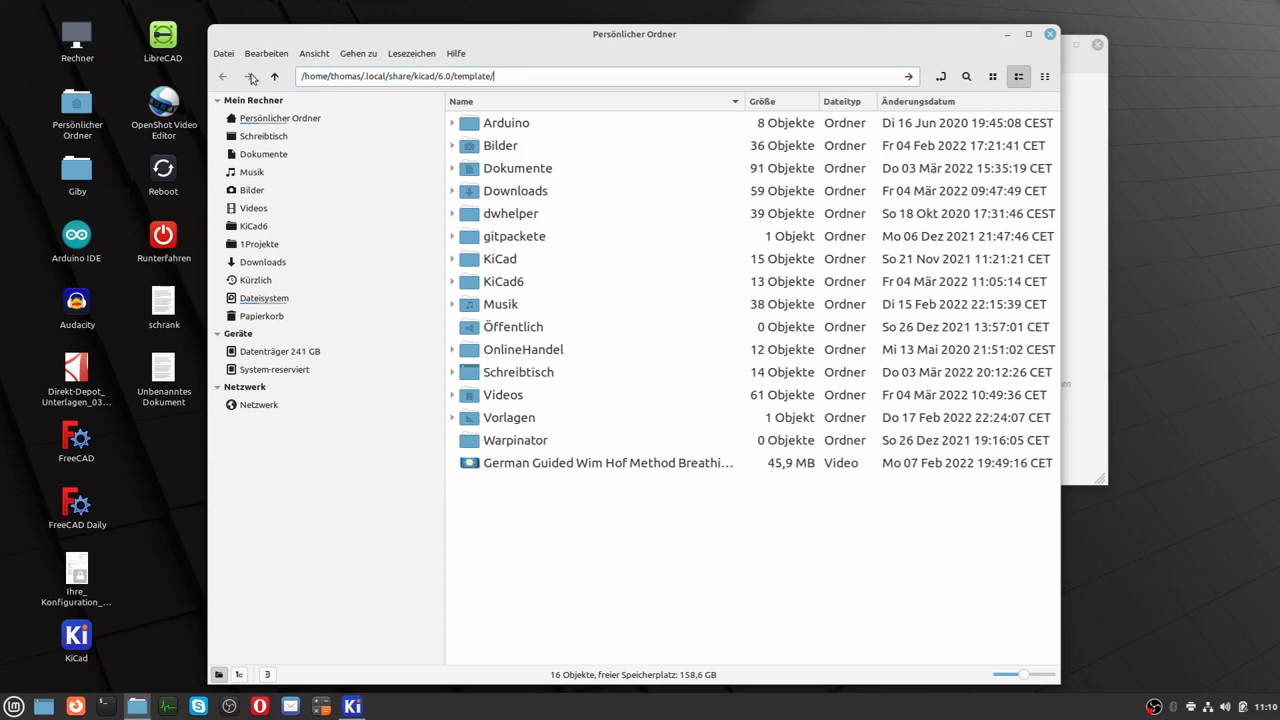 Rechner
LibreCAD
Persönlicher Ordner
OpenShot Video Editor
Giby
Reboot
Arduino IDE
Runterfahren
Audacity
schrank
Direkt-Depot_
Unterlagen_03...
Unbenanntes
Dokument
FreeCAD
FreeCAD Daily
Ihre_
Konfiguration_...
KiCad
Persönlicher Ordner
Datei Bearbeiten Ansicht Gehen zu Lesezeichen Hilfe
/home/thomas/.local/share/kicad/6.0/template/
Mein Rechner
Persönlicher Ordner
Schreibtisch
Dokumente
Musik
Bilder
Videos
KiCad6
1Projekte
Downloads
Kürzlich
Dateisystem
Papierkorb
Geräte
Datenträger 241 GB
System-reserviert
Netzwerk
Netzwerk
Name Größe Dateityp Änderungsdatum
Arduino 8 Objekte Ordner Di 16 Jun 2020 19:45:08 CEST
Bilder 36 Objekte Ordner Fr 04 Feb 2022 17:21:41 CET
Dokumente 91 Objekte Ordner Do 03 Mär 2022 15:35:19 CET
Downloads 59 Objekte Ordner Fr 04 Mär 2022 09:47:49 CET
dwhelper 39 Objekte Ordner So 18 Okt 2020 17:31:46 CEST
gitpackete 1 Objekt Ordner Mo 06 Dez 2021 21:47:46 CET
KiCad 15 Objekte Ordner So 21 Nov 2021 11:21:21 CET
KiCad6 13 Objekte Ordner Fr 04 Mär 2022 11:05:14 CET
Musik 38 Objekte Ordner Di 15 Feb 2022 22:15:39 CET
Öffentlich 0 Objekte Ordner So 26 Dez 2021 13:57:01 CET
OnlineHandel 12 Objekte Ordner Mi 13 Mai 2020 21:51:02 CEST
Schreibtisch 14 Objekte Ordner Do 03 Mär 2022 20:12:26 CET
Videos 61 Objekte Ordner Fr 04 Mär 2022 10:49:36 CET
Vorlagen 1 Objekt Ordner Do 17 Feb 2022 22:24:07 CET
Warpinator 0 Objekte Ordner So 26 Dez 2021 19:16:05 CET
German Guided Wim Hof Method Breathi... 45,9 MB Video Mo 07 Feb 2022 19:49:16 CET
en
16 Objekte, freier Speicherplatz: 158,6 GB
Ki
11:10